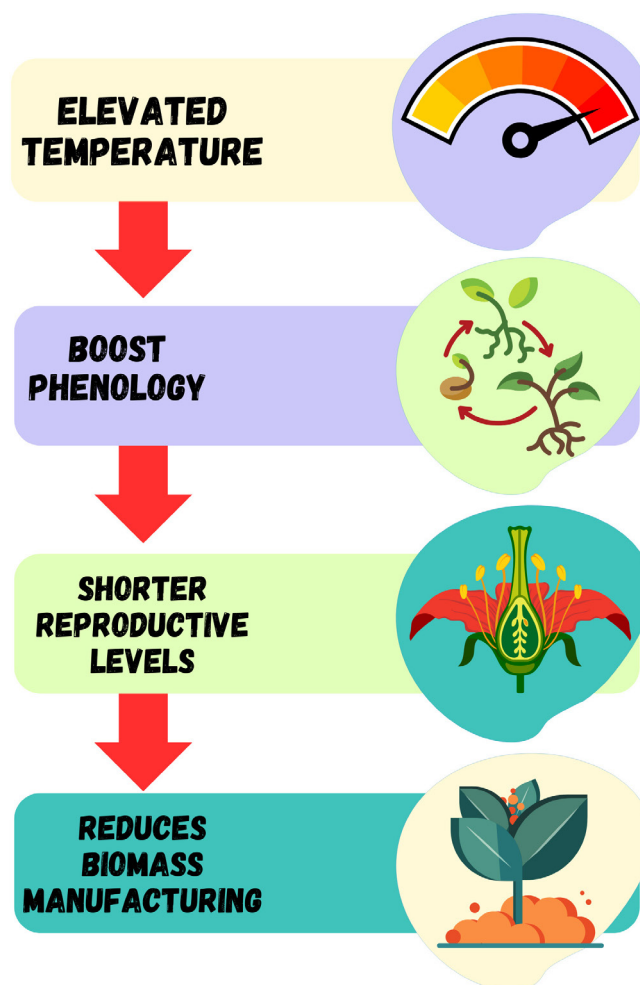 ELEVATED
TEMPERATURE
BOOST
PHENOLOGY
SHORTER
REPRODUCTIVE
LEVELS
REDUCES
BIOMASS
MANUFACTURING